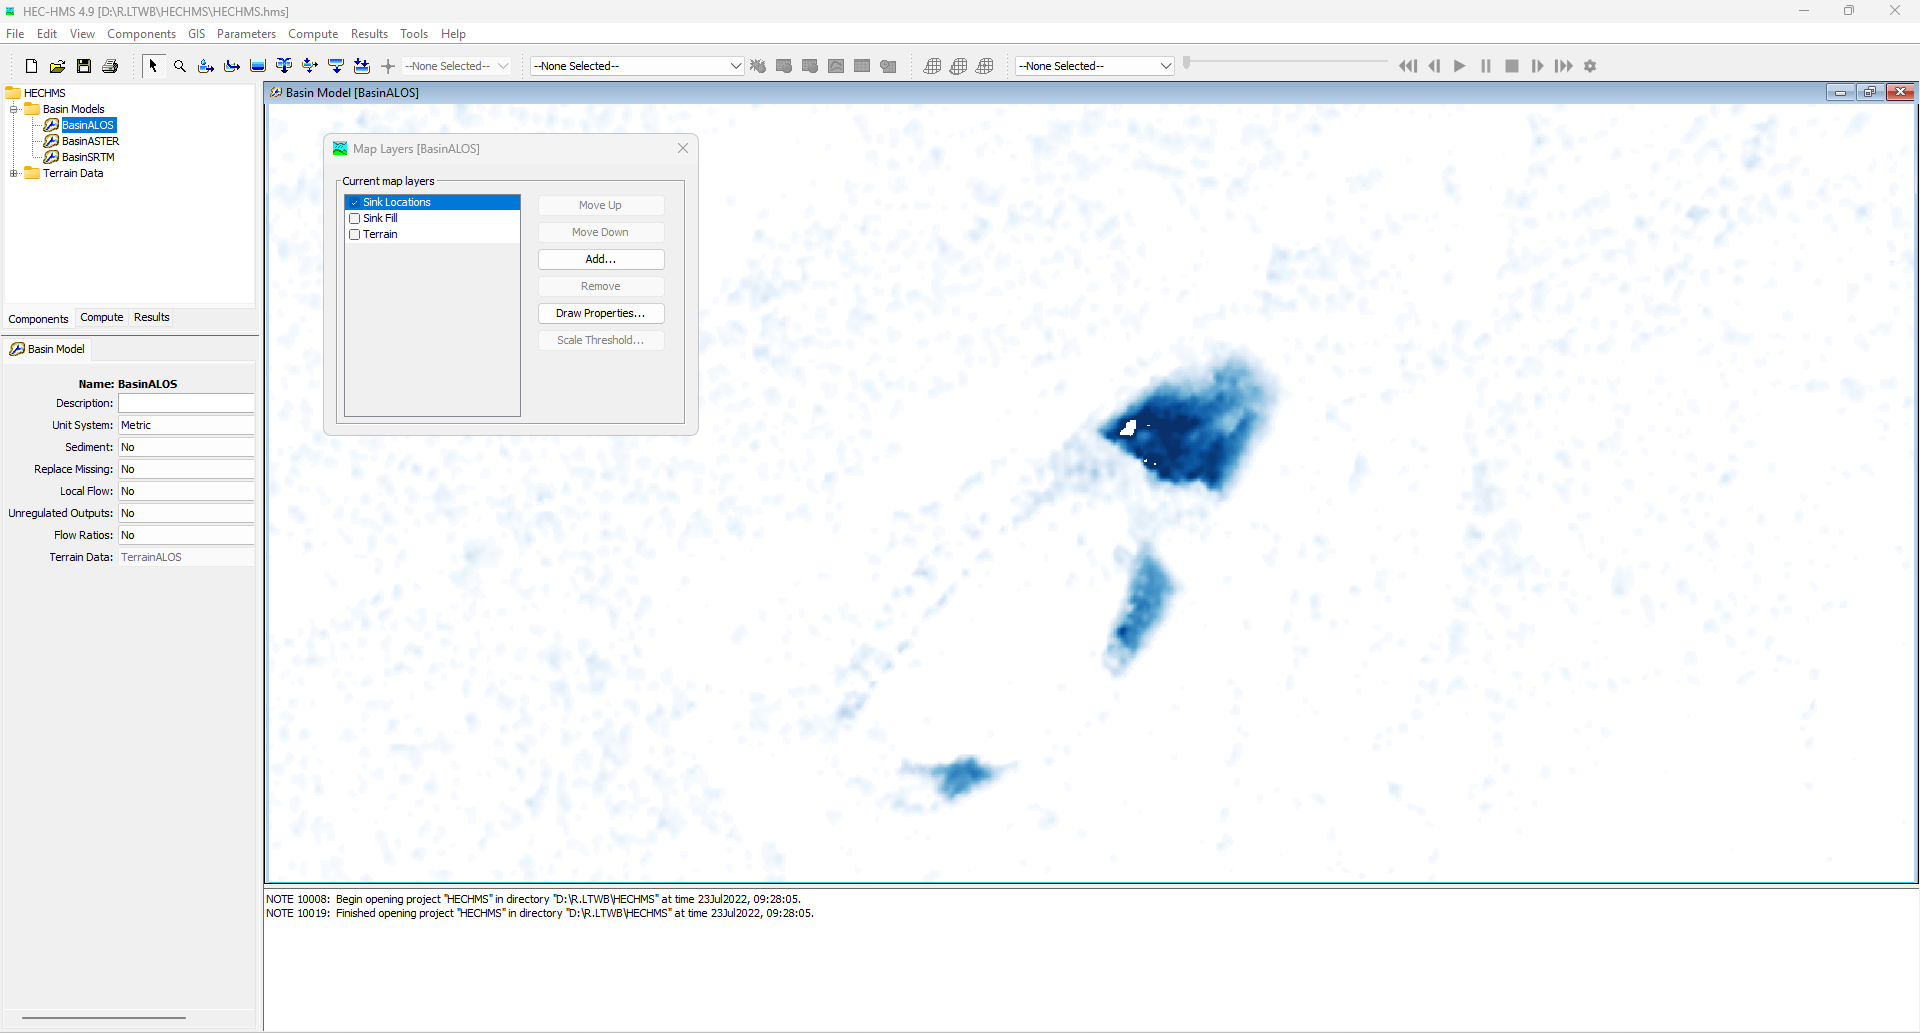 HEC-HMS 4.9 [D:\R.LTWB\HECHMS\HECHMS.hms]
File Edit View Components GIS Parameters Compute Results Tools Help
--None Selected-- --None Selected-- --None Selected--
HECHMS
Basin Models
BasinALOS
BasinASTER
BasinSRTM
Terrain Data
Components Compute Results
Basin Model
Name: BasinALOS
Description:
Unit System: Metric
Sediment: No
Replace Missing: No
Local Flow: No
Unregulated Outputs: No
Flow Ratios: No
Terrain Data: TerrainALOS
Basin Model [BasinALOS]
Map Layers [BasinALOS]
Current map layers
Sink Locations
Sink Fill
Terrain
Move Up
Move Down
Add...
Remove
Draw Properties...
Scale Threshold...
NOTE 10008: Begin opening project "HECHMS" in directory "D:\R.LTWB\HECHMS" at time 23Jul2022, 09:28:05.
NOTE 10019: Finished opening project "HECHMS" in directory "D:\R.LTWB\HECHMS" at time 23Jul2022, 09:28:05.